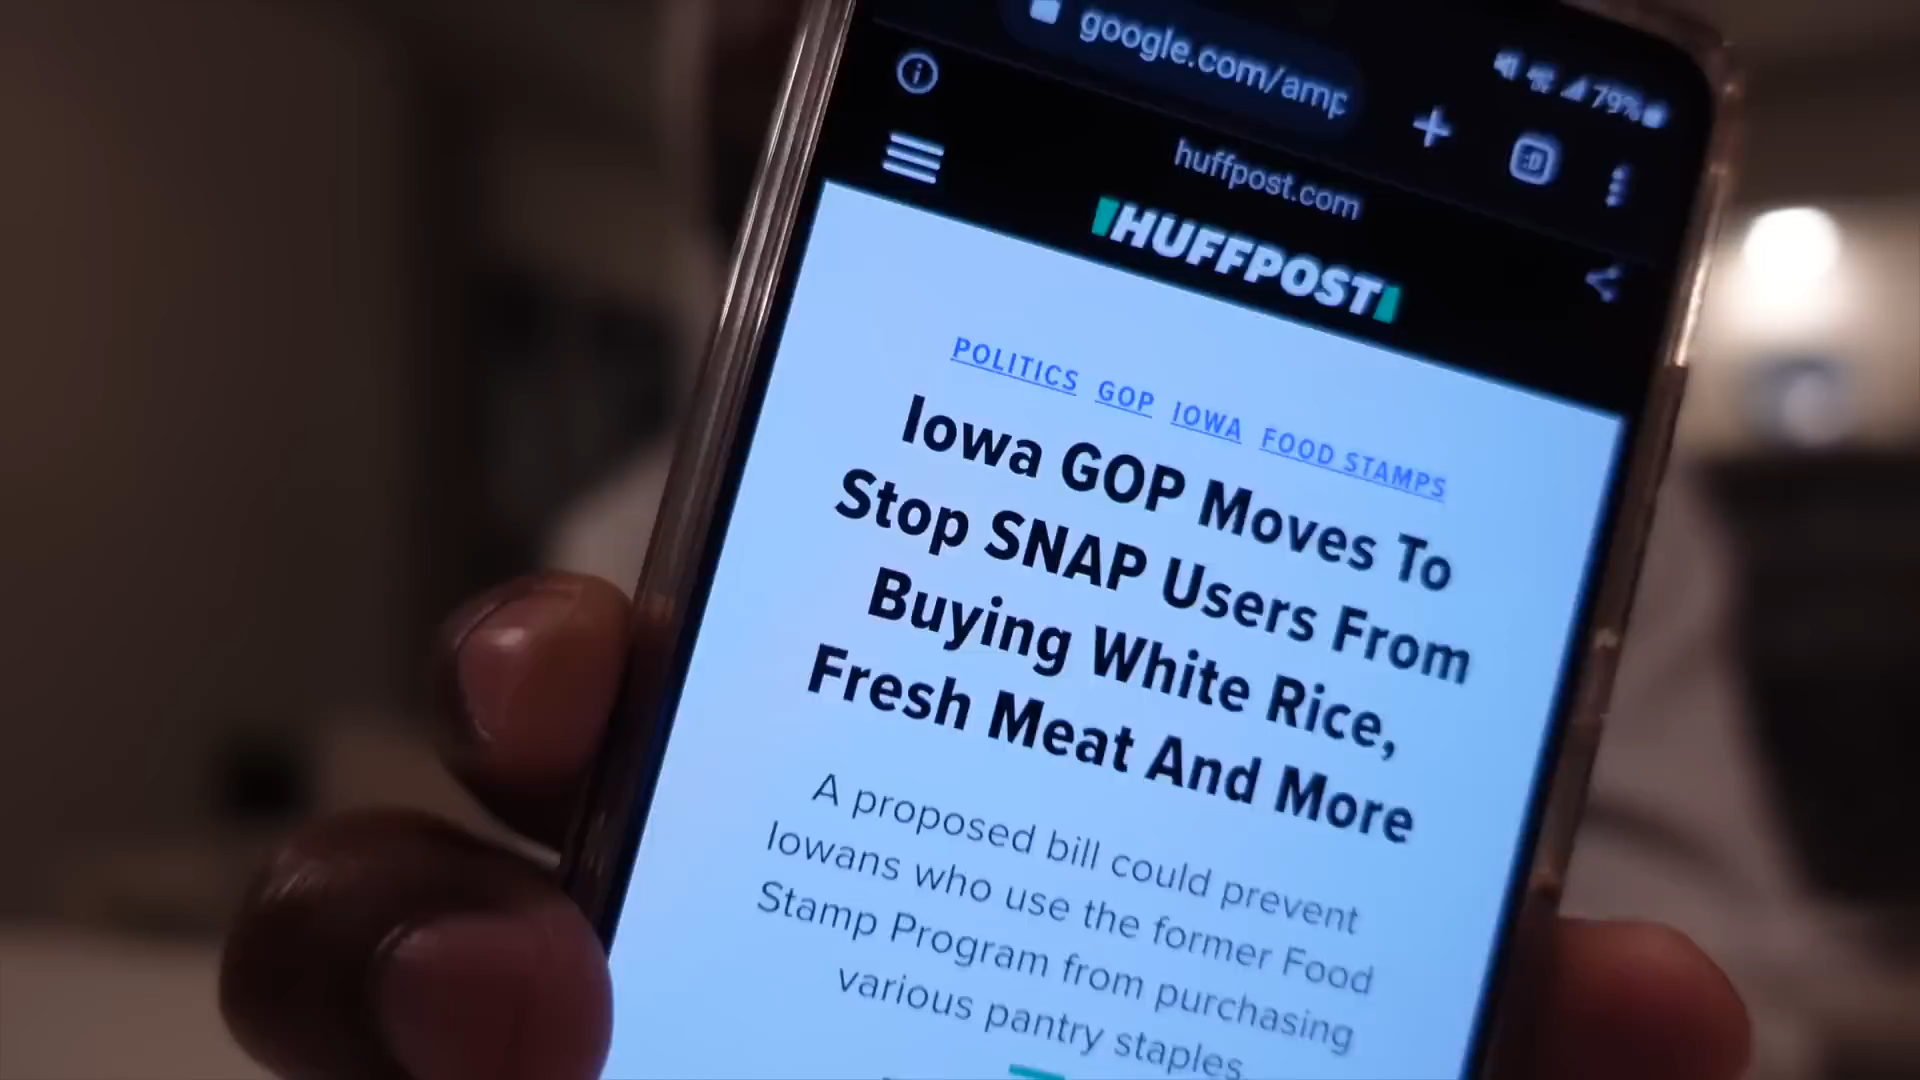 google.com/amp
79%
huffpost.com
HUFFPOST
POLITICS GOP IOWA FOOD STAMPS
Iowa GOP Moves To
Stop SNAP Users From
Buying White Rice,
Fresh Meat And More
A proposed bill could prevent
Iowans who use the former Food
Stamp Program from purchasing
various pantry staples.